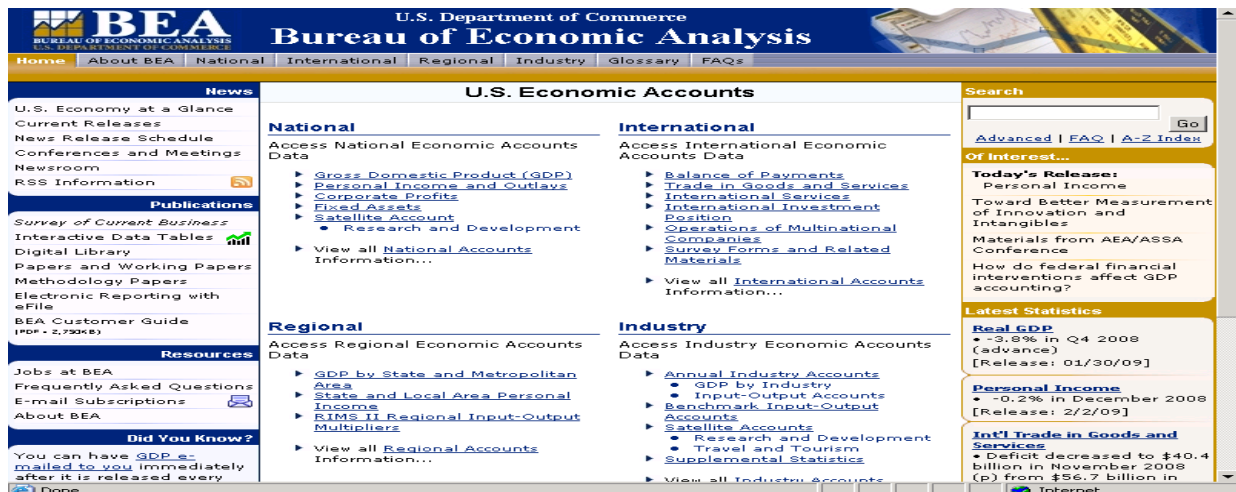 BEA
BUREAU OF ECONOMIC ANALYSIS
U.S. DEPARTMENT OF COMMERCE
U.S. Department of Commerce
Bureau of Economic Analysis
Home About BEA National International Regional Industry Glossary FAQs
News
U.S. Economy at a Glance
Current Releases
News Release Schedule
Conferences and Meetings
Newsroom
RSS Information
Publications
Survey of Current Business
Interactive Data Tables
Digital Library
Papers and Working Papers
Methodology Papers
Electronic Reporting with
eFile
BEA Customer Guide
(PDF - 2,750KB)
Resources
Jobs at BEA
Frequently Asked Questions
E-mail Subscriptions
About BEA
Did You Know?
You can have GDP e-
mailed to you immediately
after it is released every
U.S. Economic Accounts
National
Access National Economic Accounts
Data
Gross Domestic Product (GDP)
Personal Income and Outlays
Corporate Profits
Fixed Assets
Satellite Account
Research and Development
View all National Accounts
Information...
International
Access International Economic
Accounts Data
Balance of Payments
Trade in Goods and Services
International Services
International Investment
Position
Operations of Multinational
Companies
Survey Forms and Related
Materials
View all International Accounts
Information...
Regional
Access Regional Economic Accounts
Data
GDP by State and Metropolitan
Area
State and Local Area Personal
Income
RIMS II Regional Input-Output
Multipliers
View all Regional Accounts
Information...
Industry
Access Industry Economic Accounts
Data
Annual Industry Accounts
GDP by Industry
Input-Output Accounts
Benchmark Input-Output
Accounts
Satellite Accounts
Research and Development
Travel and Tourism
Supplemental Statistics
View all Industry Accounts
Search
Go
Advanced | FAQ | A-Z Index
Of Interest...
Today's Release:
Personal Income
Toward Better Measurement
of Innovation and
Intangibles
Materials from AEA/ASSA
Conference
How do federal financial
interventions affect GDP
accounting?
Latest Statistics
Real GDP
• -3.8% in Q4 2008
(advance)
[Release: 01/30/09]
Personal Income
• -0.2% in December 2008
[Release: 2/2/09]
Int'l Trade in Goods and
Services
• Deficit decreased to $40.4
billion in November 2008
(p) from $56.7 billion in
Done
Internet